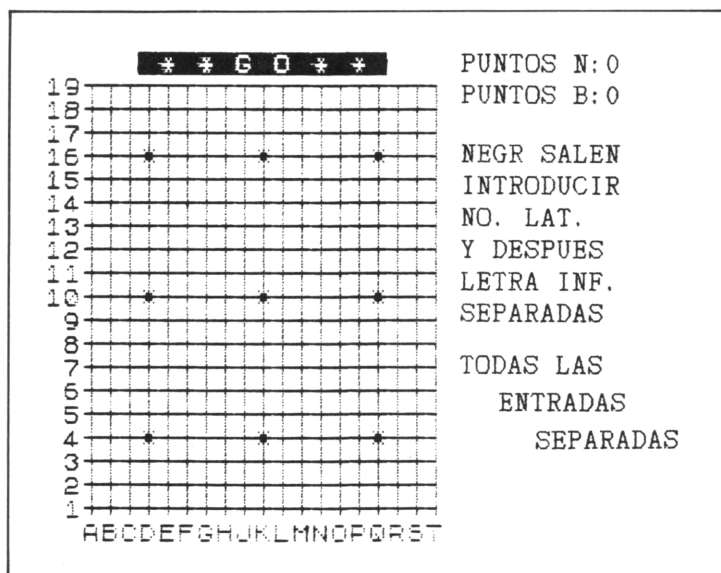 * * G O * *
PUNTOS N:0
PUNTOS B:0
NEGR SALEN
INTRODUCIR
NO. LAT.
Y DESPUES
LETRA INF.
SEPARADAS
TODAS LAS
ENTRADAS
SEPARADAS
19
18
17
16
15
14
13
12
11
10
9
8
7
6
5
4
3
2
1
ABCDEFGHJKLMNOPQRST